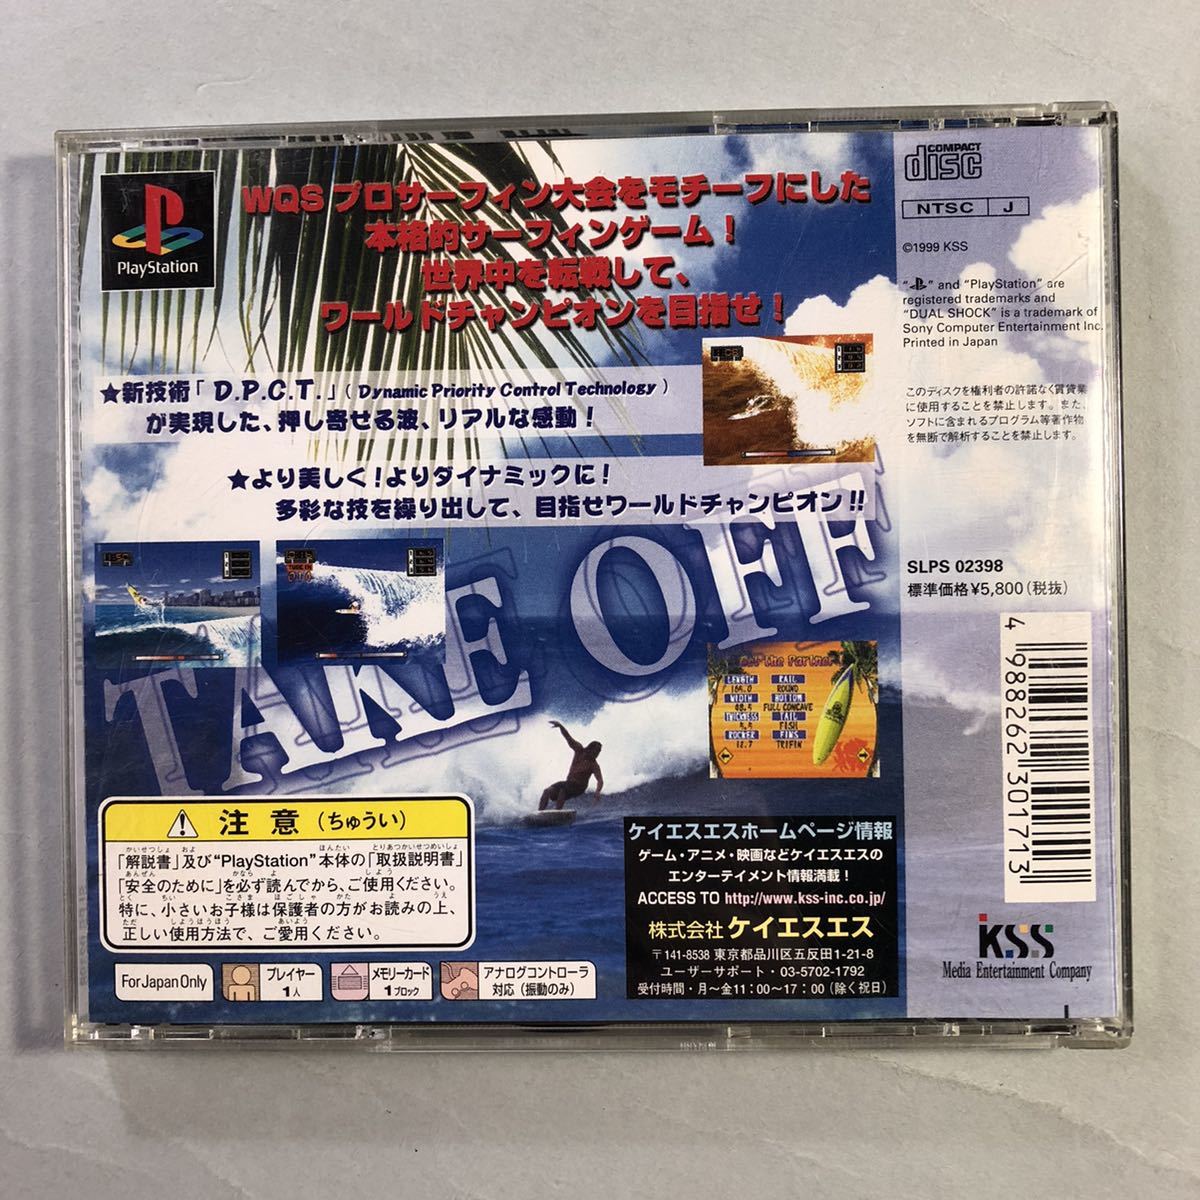 PlayStation
WQS プロサーフィン大会をモチーフにした
本格的サーフィンゲーム！
世界中を転戦して、
ワールドチャンピオンを目指せ！
★新技術「D.P.C.T.」(Dynamic Priority Control Technology)
が実現した、押し寄せる波、リアルな感動！
★より美しく！よりダイナミックに！
多彩な技を繰り出して、目指せワールドチャンピオン!!
TAKE OFF
the Partner
LENGTH RAIL
164.0 ROUND
WIDTH BOTTOM
48.5 FULL CONCAVE
THICKNESS TAIL
5.5 FISH
ROCKER FINS
12.7 TRIFIN
COMPACT
disc
NTSC J
©1999 KSS
“ ” and “PlayStation” are
registered trademarks and
“DUAL SHOCK” is a trademark of
Sony Computer Entertainment Inc.
Printed in Japan
このディスクを権利者の許諾なく賃貸業
に使用することを禁止します。また、
ソフトに含まれるプログラム等著作物
を無断で解析することを禁止します。
SLPS 02398
標準価格¥5,800(税抜)
4 988262 301713
KSS
Media Entertainment Company
注意(ちゅうい)
「解説書」及び“PlayStation”本体の「取扱説明書」
「安全のために」を必ず読んでから、ご使用ください。
特に、小さいお子様は保護者の方がお読みの上、
正しい使用方法で、ご愛用ください。
For Japan Only
プレイヤー
1人
メモリーカード
1ブロック
アナログコントローラ
対応(振動のみ)
ケイエスエスホームページ情報
ゲーム・アニメ・映画などケイエスエスの
エンターテイメント情報満載！
ACCESS TO http://www.kss-inc.co.jp/
株式会社ケイエスエス
〒141-8538 東京都品川区五反田1-21-8
ユーザーサポート・03-5702-1792
受付時間・月～金11:00～17:00(除く祝日)